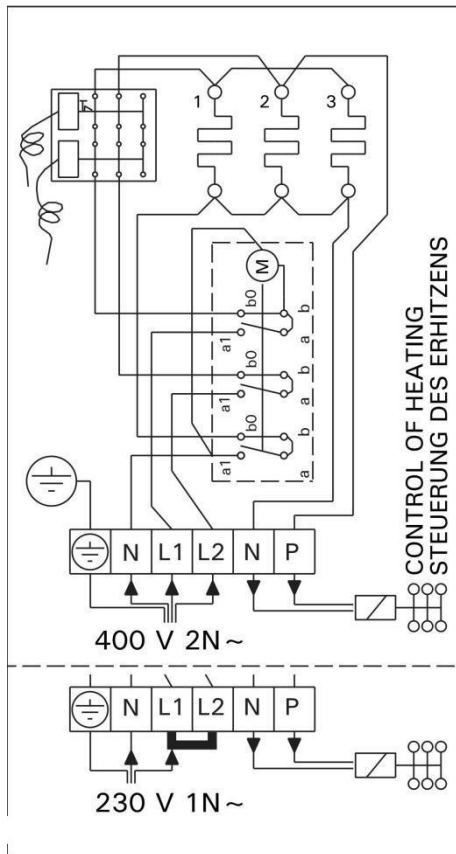 1 2 3
M
b0 b
a1 a
b0 b
a1 a
b0 b
a1 a
N L1 L2 N P
400 V 2N~
CONTROL OF HEATING
STEUERUNG DES ERHITZENS
N L1 L2 N P
230 V 1N~